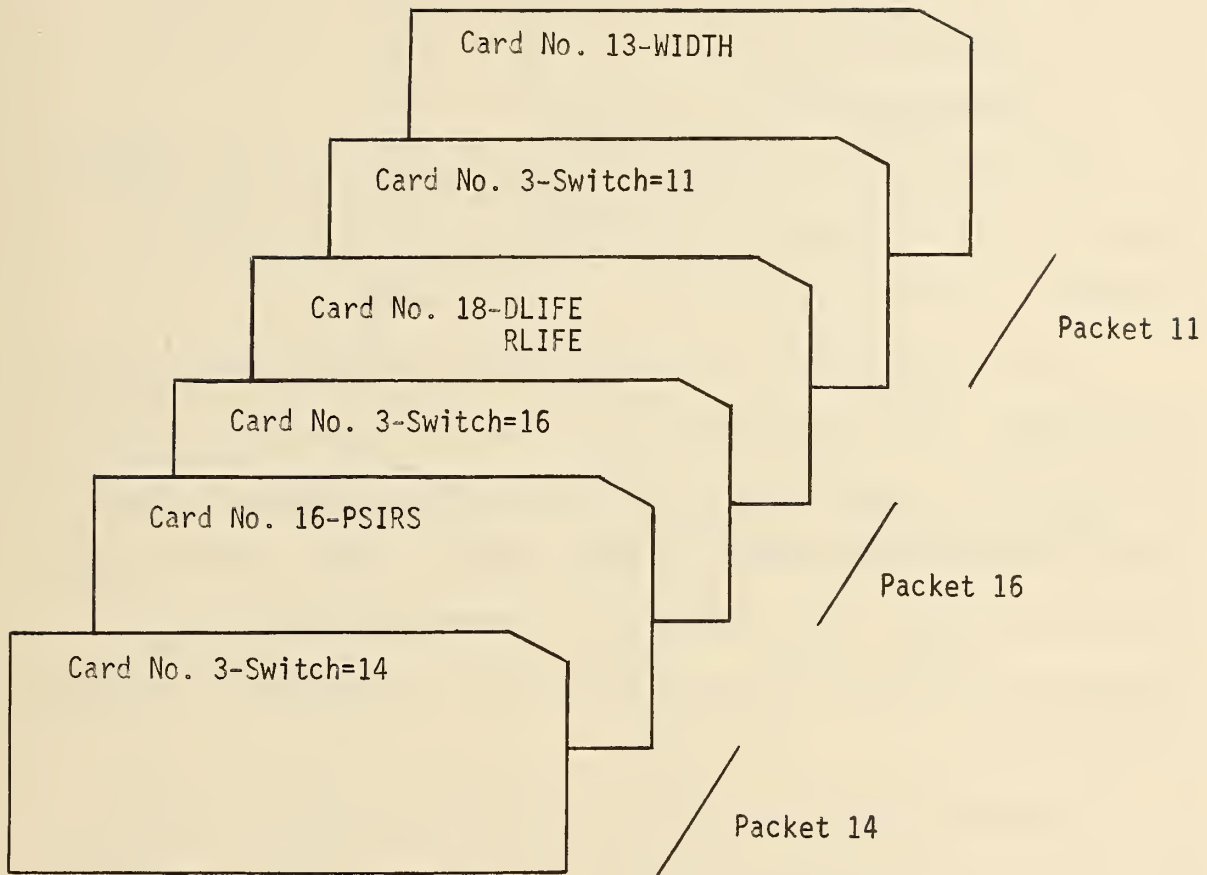 Card No. 13-WIDTH
Card No. 3-Switch=11
Card No. 18-DLIFE
RLIFE
Packet 11
Card No. 3-Switch=16
Card No. 16-PSIRS
Packet 16
Card No. 3-Switch=14
Packet 14